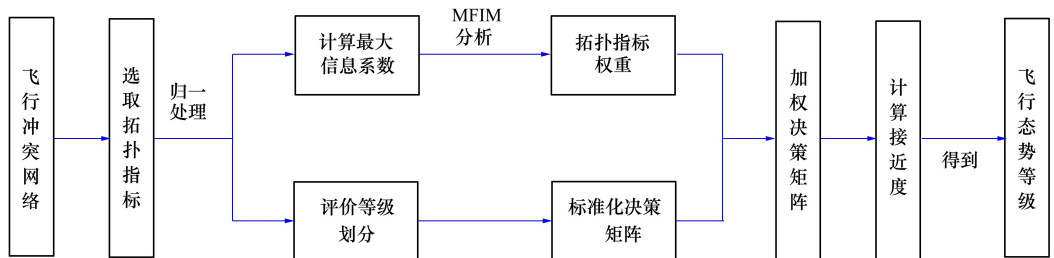 飞行冲突网络
选取拓扑指标
归一
处理
计算最大
信息系数
MFIM
分析
拓扑指标
权重
评价等级
划分
标准化决策
矩阵
加权决策矩阵
计算接近度
得到
飞行态势等级